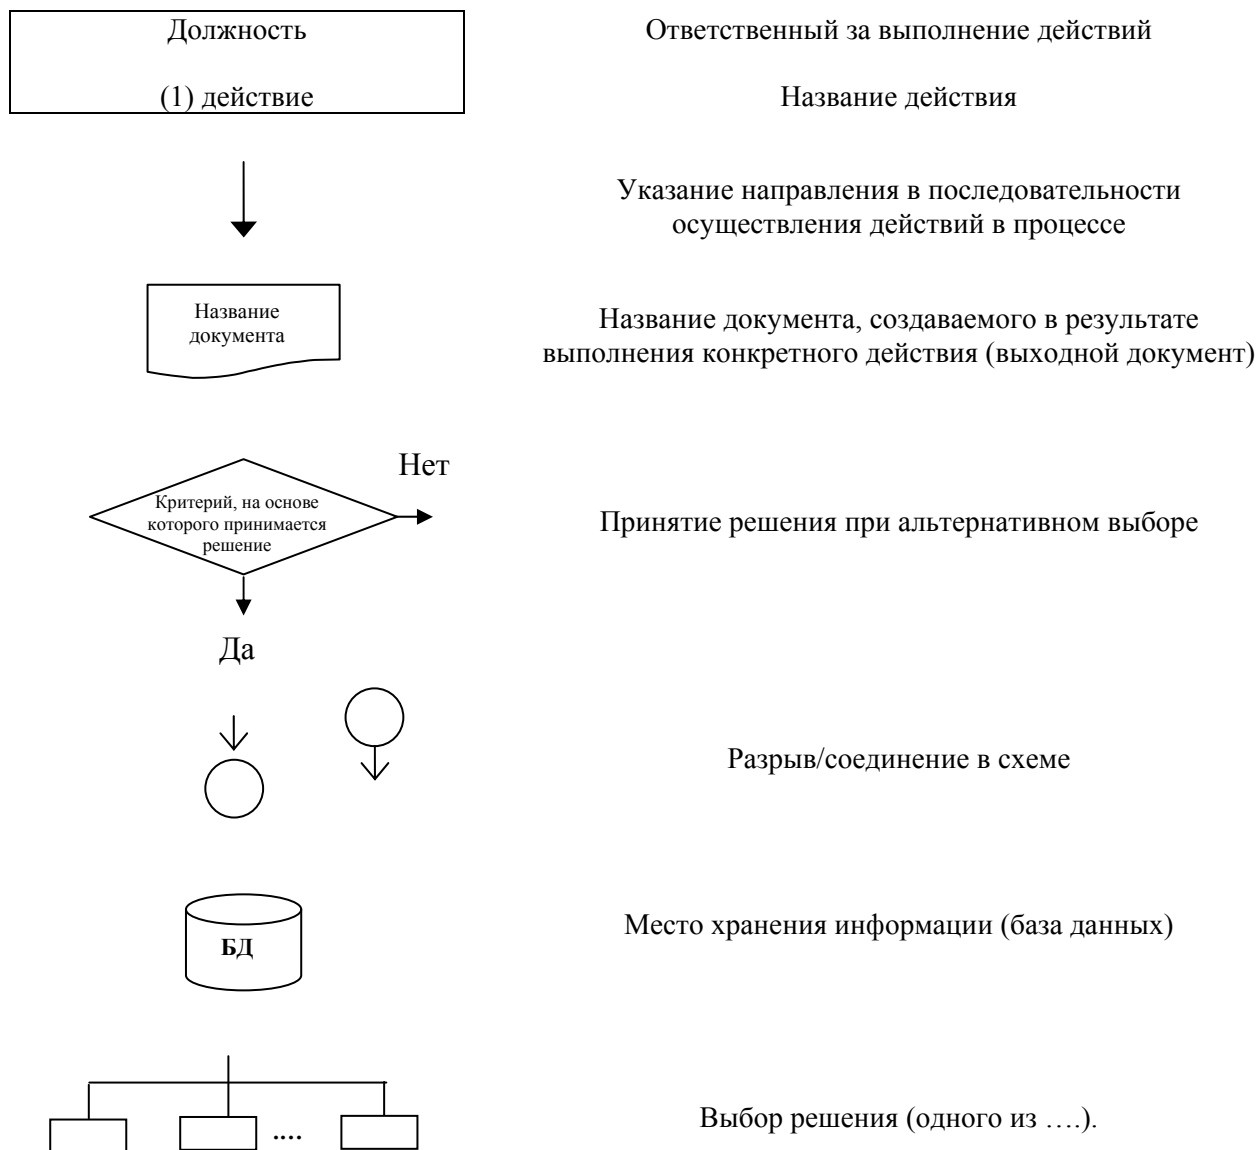 Должность
Ответственный за выполнение действий
(1) действие
Название действия
Указание направления в последовательности
осуществления действий в процессе
Название
документа
Название документа, создаваемого в результате
выполнения конкретного действия (выходной документ)
Нет
Критерий, на основе
которого принимается
решение
Принятие решения при альтернативном выборе
Да
Разрыв/соединение в схеме
БД
Место хранения информации (база данных)
....
Выбор решения (одного из ….).